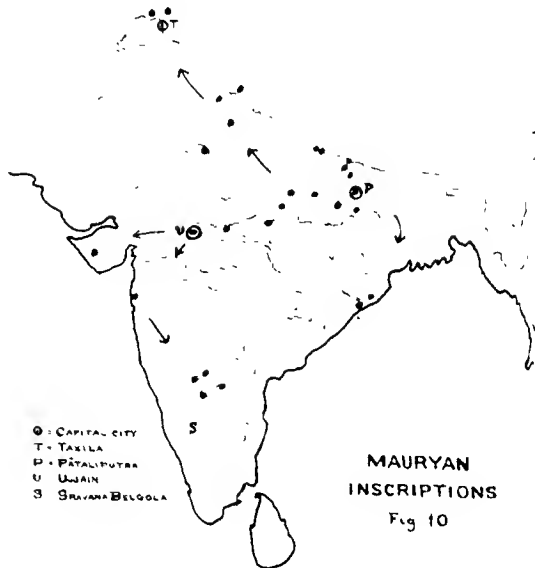 T
P
U
S
⊙ = CAPITAL CITY
T = TAXILA
P = PĀTALIPUTRA
U UJJAIN
S SRAVANA BELGOLA
MAURYAN
INSCRIPTIONS
Fig 10